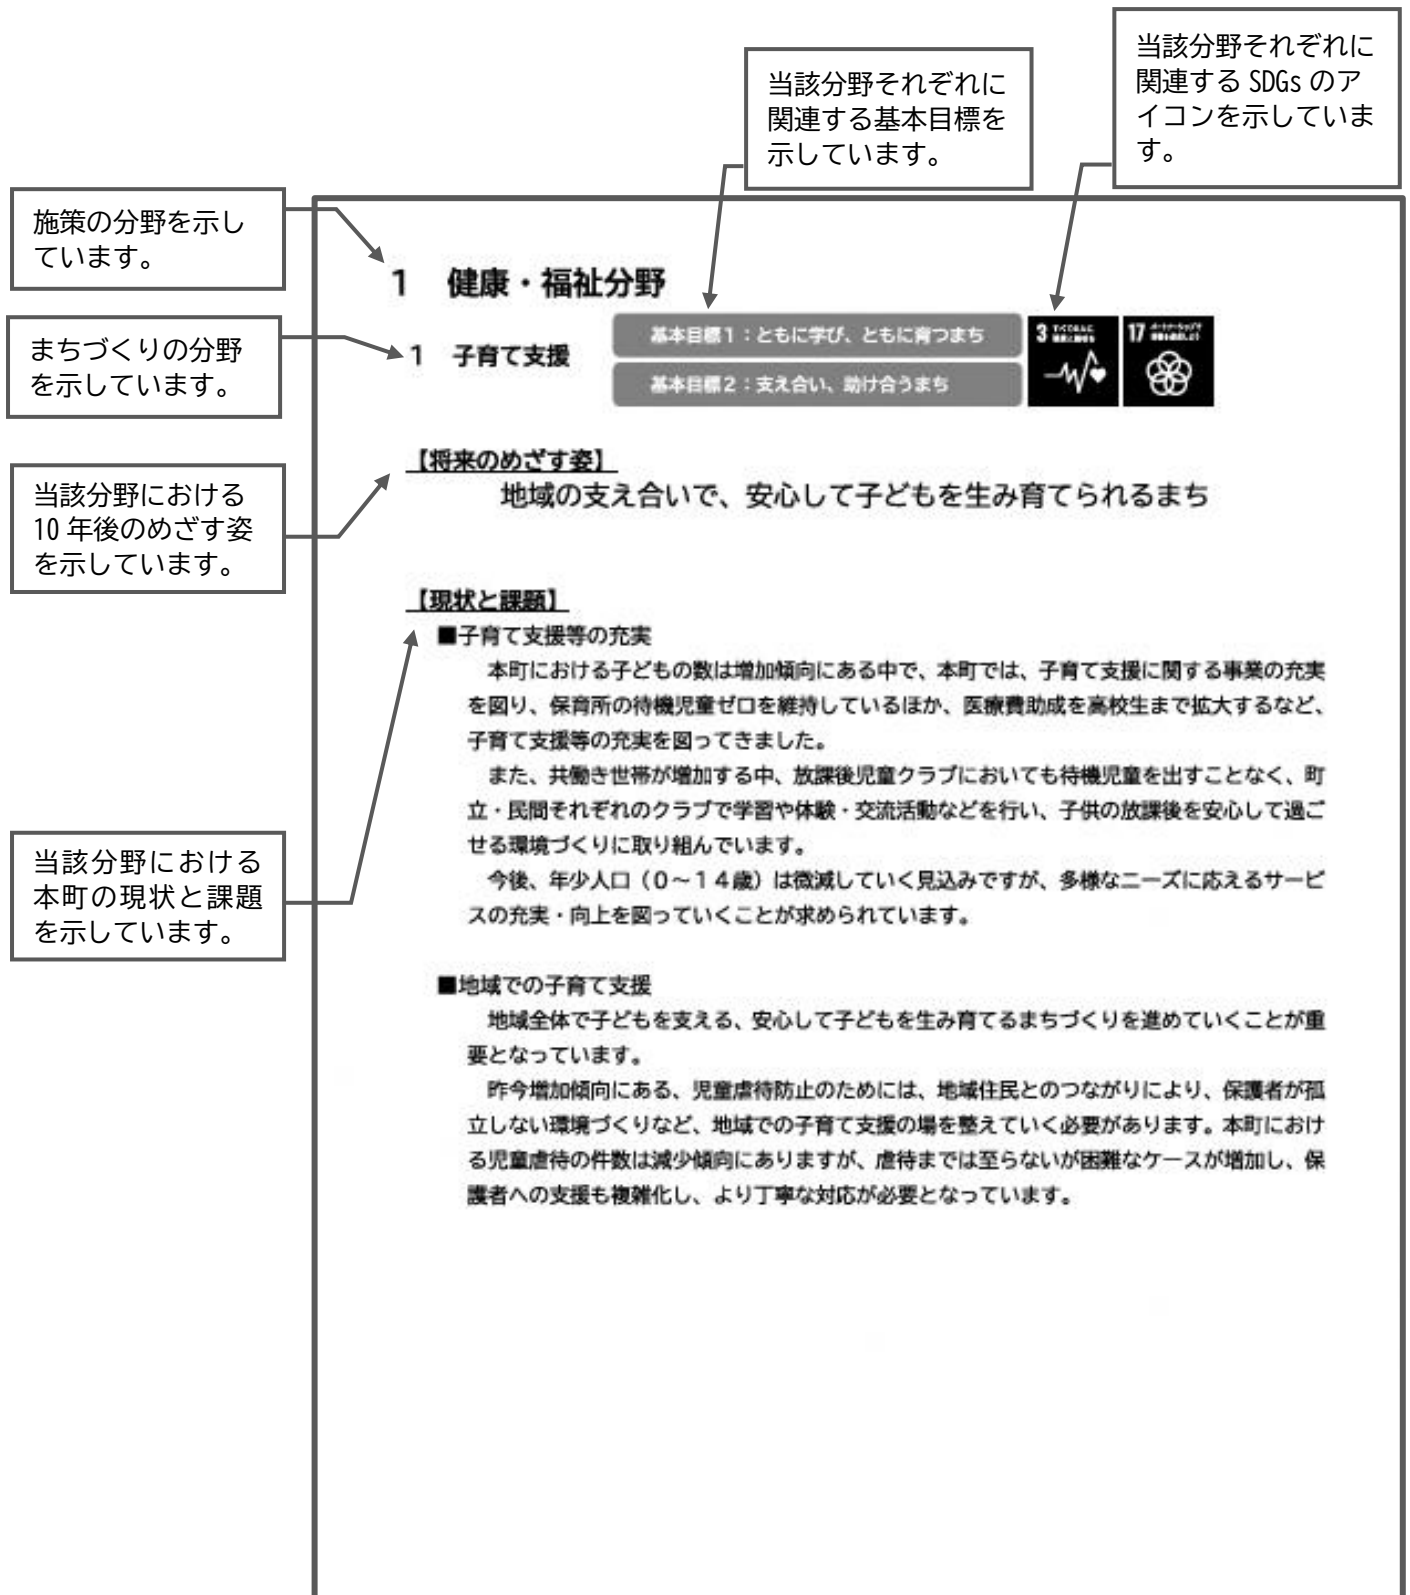 当該分野それぞれに
関連する SDGs のア
イコンを示していま
す。
当該分野それぞれに
関連する基本目標を
示しています。
施策の分野を示し
ています。
1 健康・福祉分野
まちづくりの分野
を示しています。
1 子育て支援
基本目標1：ともに学び、ともに育つまち
基本目標2：支え合い、助け合うまち
3 すべての人に
健康と福祉を
17 パートナーシップで
目標を達成しよう
当該分野における
10 年後のめざす姿
を示しています。
【将来のめざす姿】
地域の支え合いで、安心して子どもを生み育てられるまち
当該分野における
本町の現状と課題
を示しています。
【現状と課題】
■子育て支援等の充実
本町における子どもの数は増加傾向にある中で、本町では、子育て支援に関する事業の充実
を図り、保育所の待機児童ゼロを維持しているほか、医療費助成を高校生まで拡大するなど、
子育て支援等の充実を図ってきました。
また、共働き世帯が増加する中、放課後児童クラブにおいても待機児童を出すことなく、町
立・民間それぞれのクラブで学習や体験・交流活動などを行い、子供の放課後を安心して過ご
せる環境づくりに取り組んでいます。
今後、年少人口（０～１４歳）は微減していく見込みですが、多様なニーズに応えるサービ
スの充実・向上を図っていくことが求められています。
■地域での子育て支援
地域全体で子どもを支える、安心して子どもを生み育てるまちづくりを進めていくことが重
要となっています。
昨今増加傾向にある、児童虐待防止のためには、地域住民とのつながりにより、保護者が孤
立しない環境づくりなど、地域での子育て支援の場を整えていく必要があります。本町におけ
る児童虐待の件数は減少傾向にありますが、虐待までは至らないが困難なケースが増加し、保
護者への支援も複雑化し、より丁寧な対応が必要となっています。